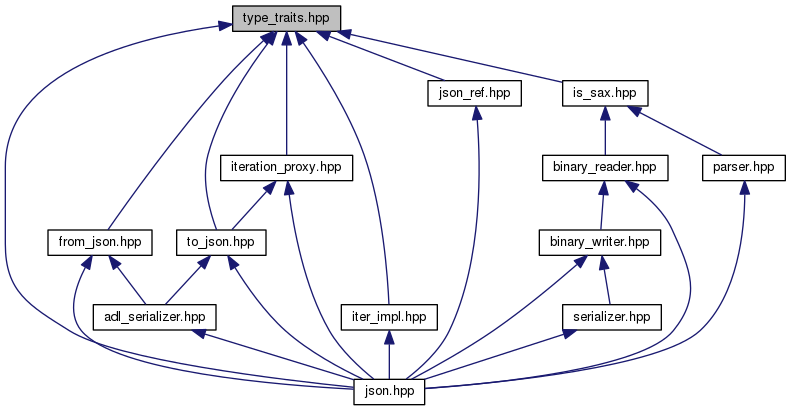 type_traits.hpp
json_ref.hpp
is_sax.hpp
iteration_proxy.hpp
binary_reader.hpp
parser.hpp
from_json.hpp
to_json.hpp
binary_writer.hpp
adl_serializer.hpp
iter_impl.hpp
serializer.hpp
json.hpp